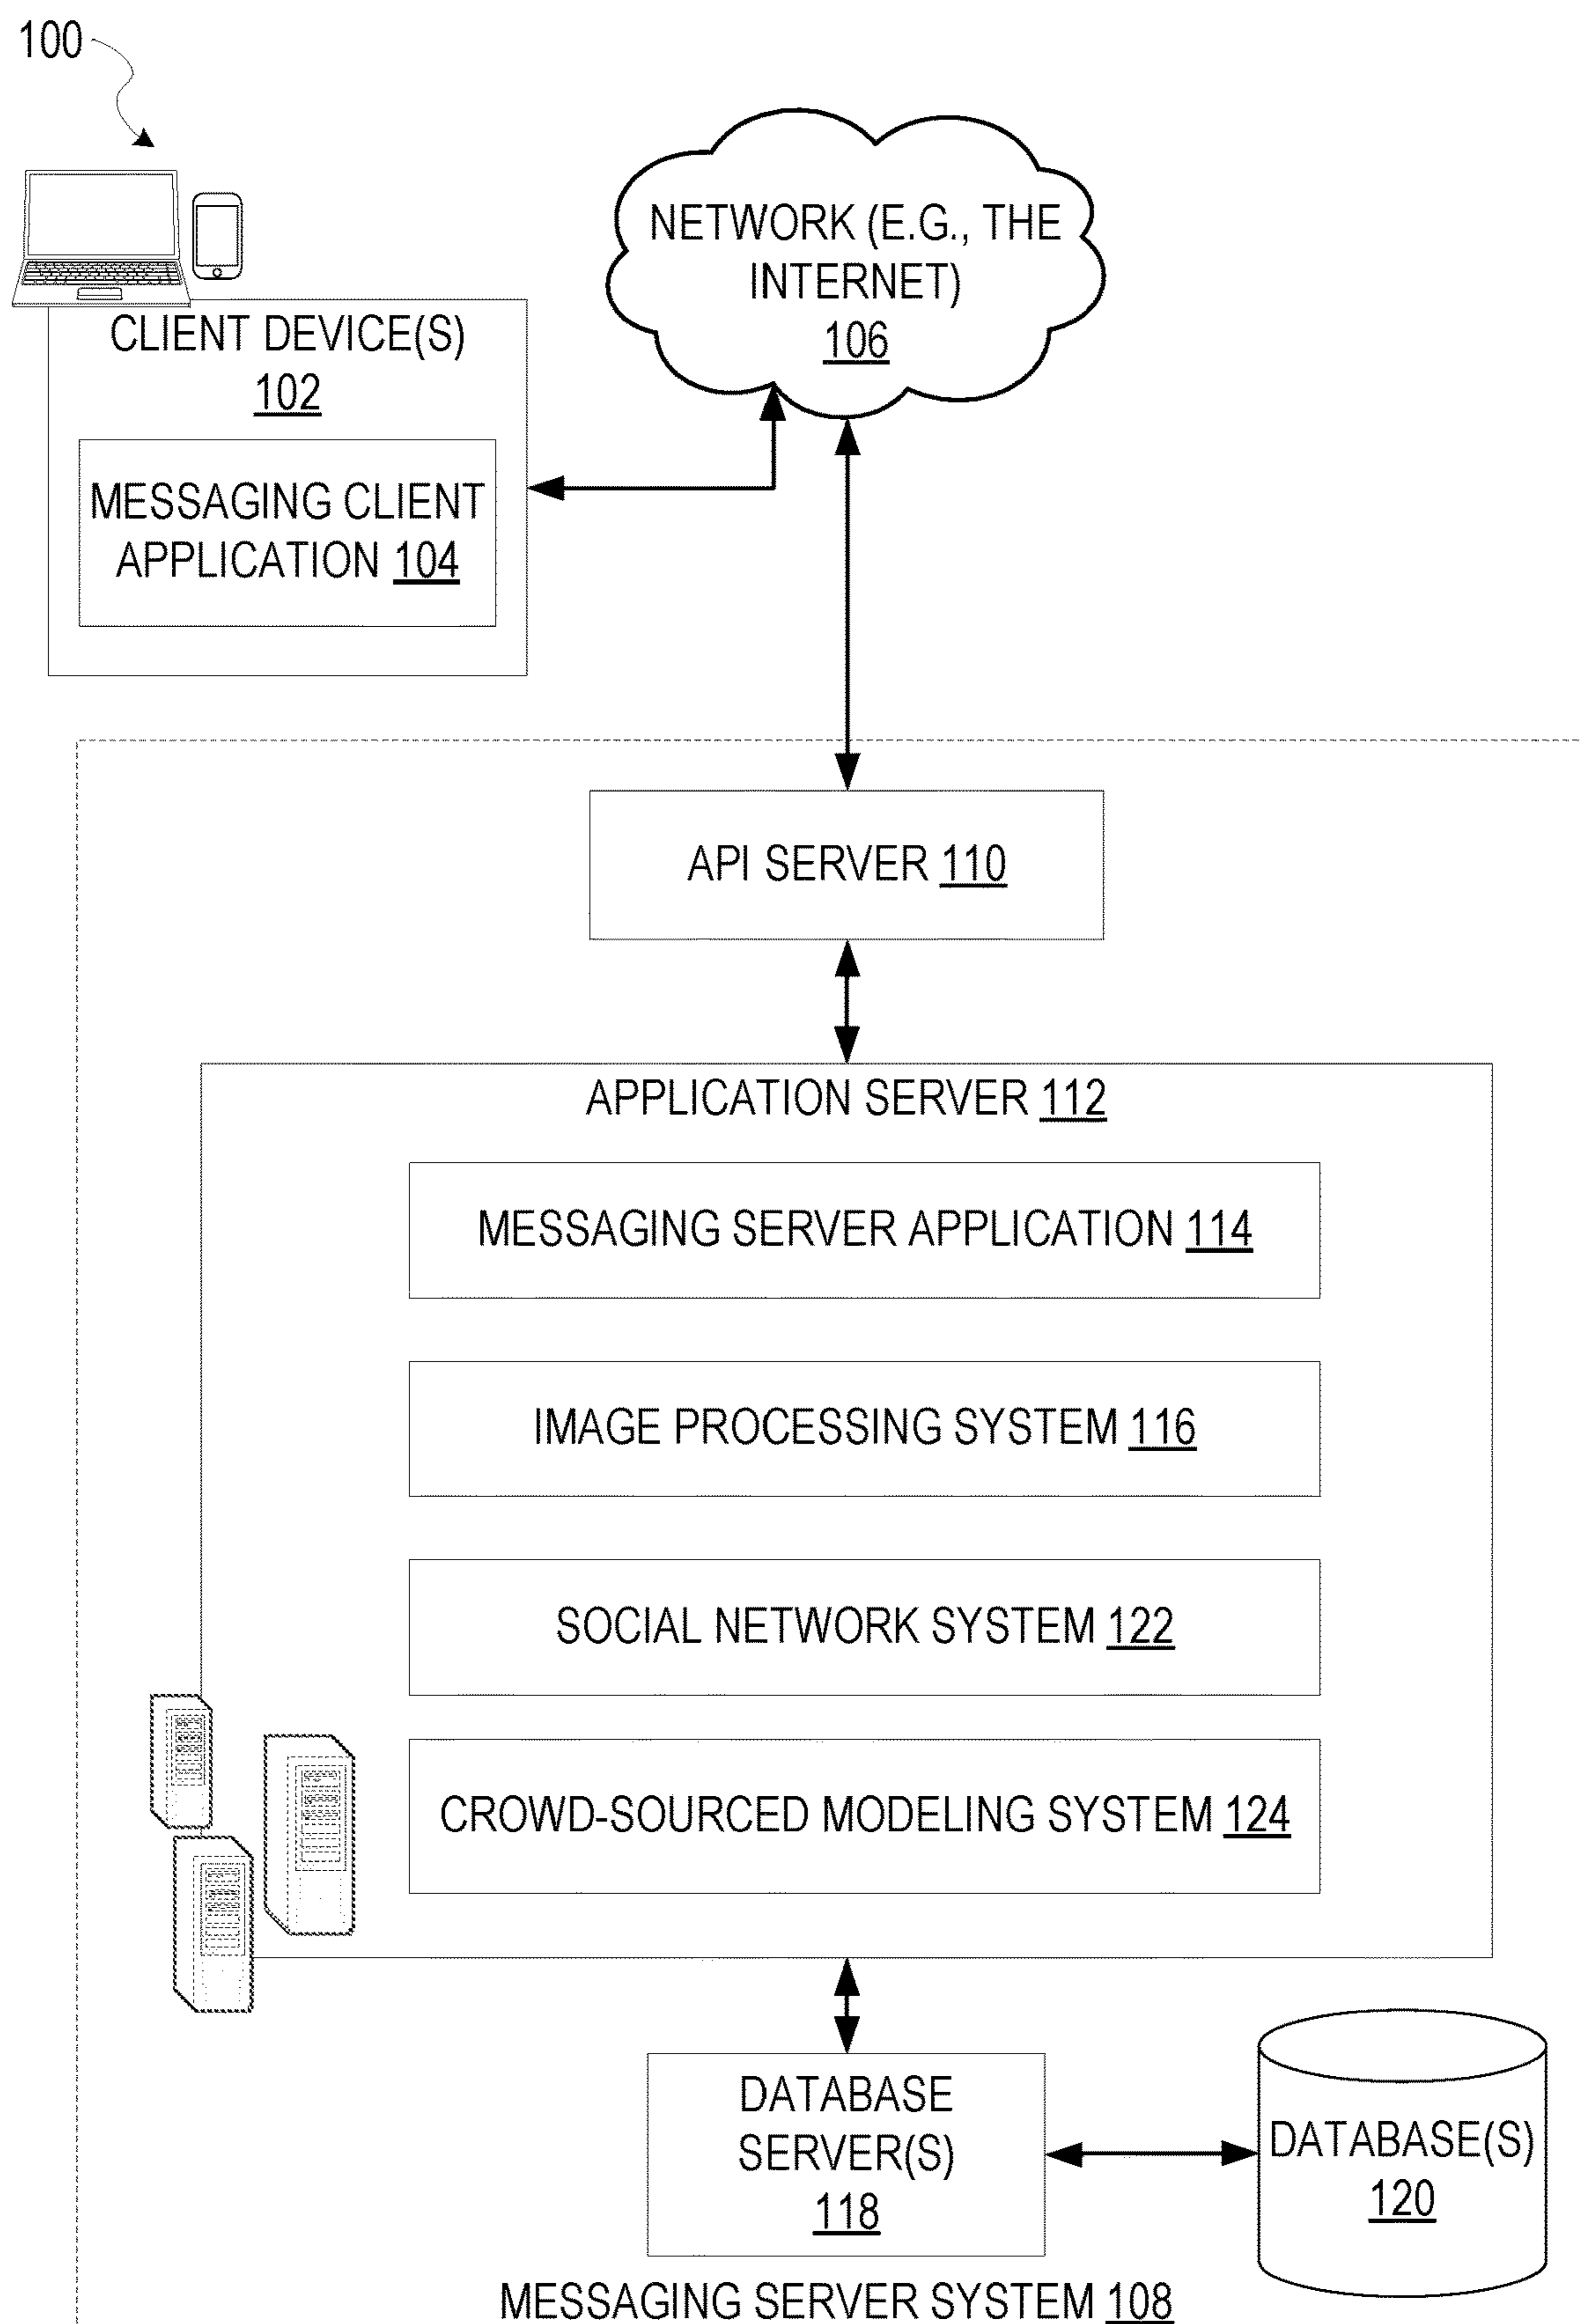 100
NETWORK (E.G., THE
INTERNET)
106
CLIENT DEVICE(S)
102
MESSAGING CLIENT
APPLICATION 104
API SERVER 110
APPLICATION SERVER 112
MESSAGING SERVER APPLICATION 114
IMAGE PROCESSING SYSTEM 116
SOCIAL NETWORK SYSTEM 122
CROWD-SOURCED MODELING SYSTEM 124
DATABASE
SERVER(S)
118
DATABASE(S)
120
MESSAGING SERVER SYSTEM 108